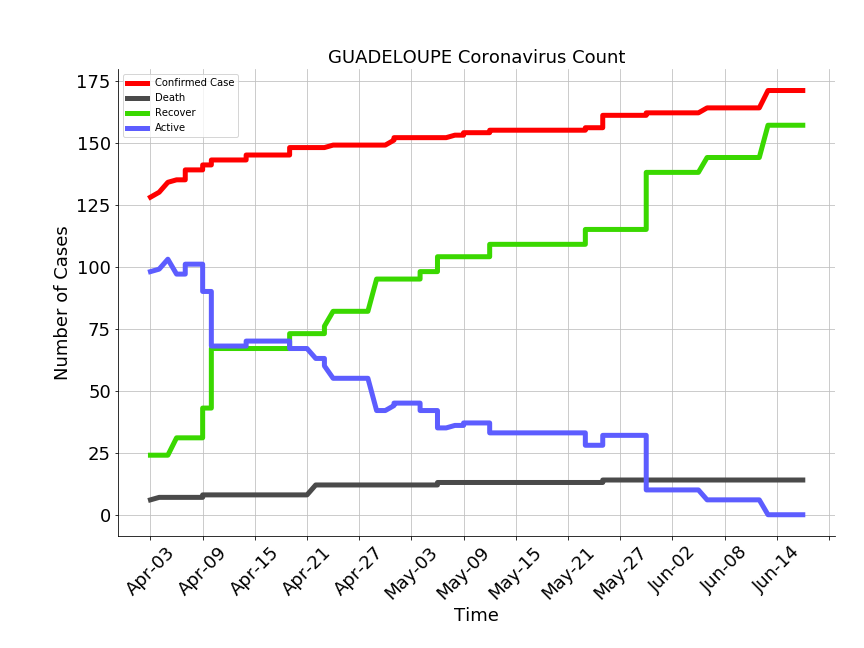 GUADELOUPE Coronavirus Count
Confirmed Case
Death
Recover
Active
Number of Cases
175
150
125
100
75
50
25
0
Apr-03 Apr-09 Apr-15 Apr-21 Apr-27 May-03 May-09 May-15 May-21 May-27 Jun-02 Jun-08 Jun-14
Time